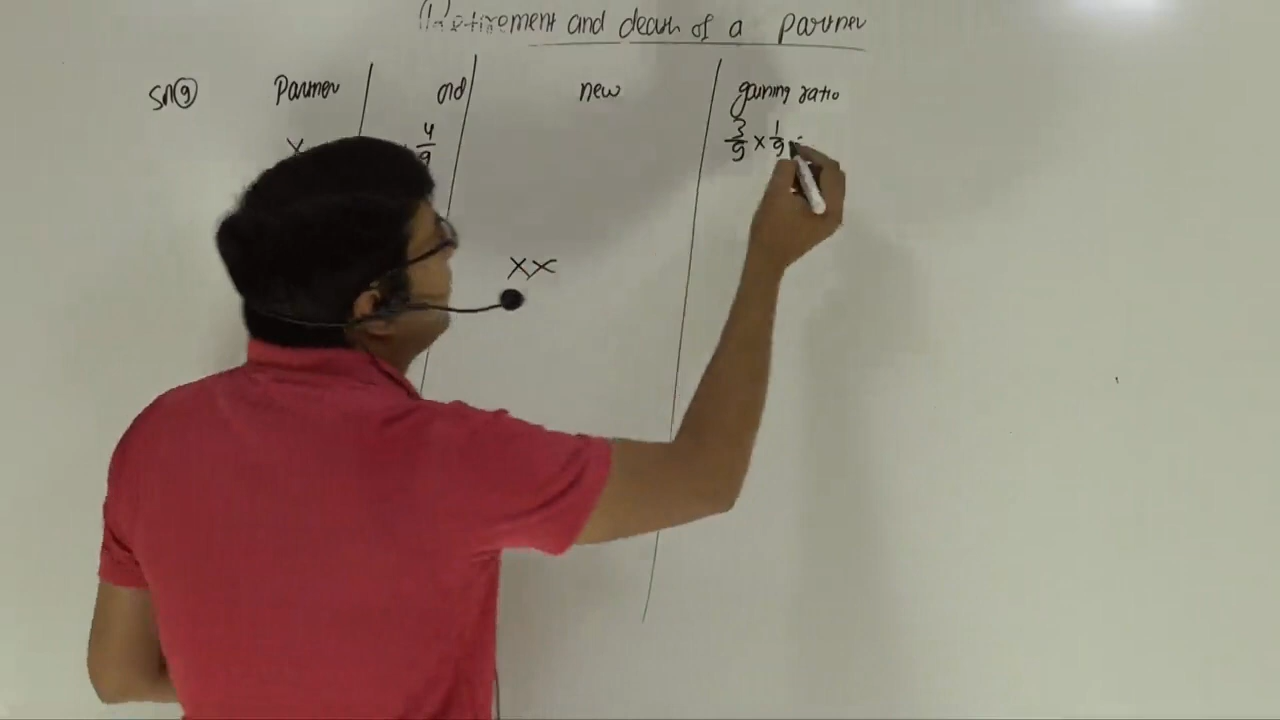 Retirement and death of a Partner
Sn 9 Partner old new gaining ratio
X 4/9 3/9 × 1/9 =
XX